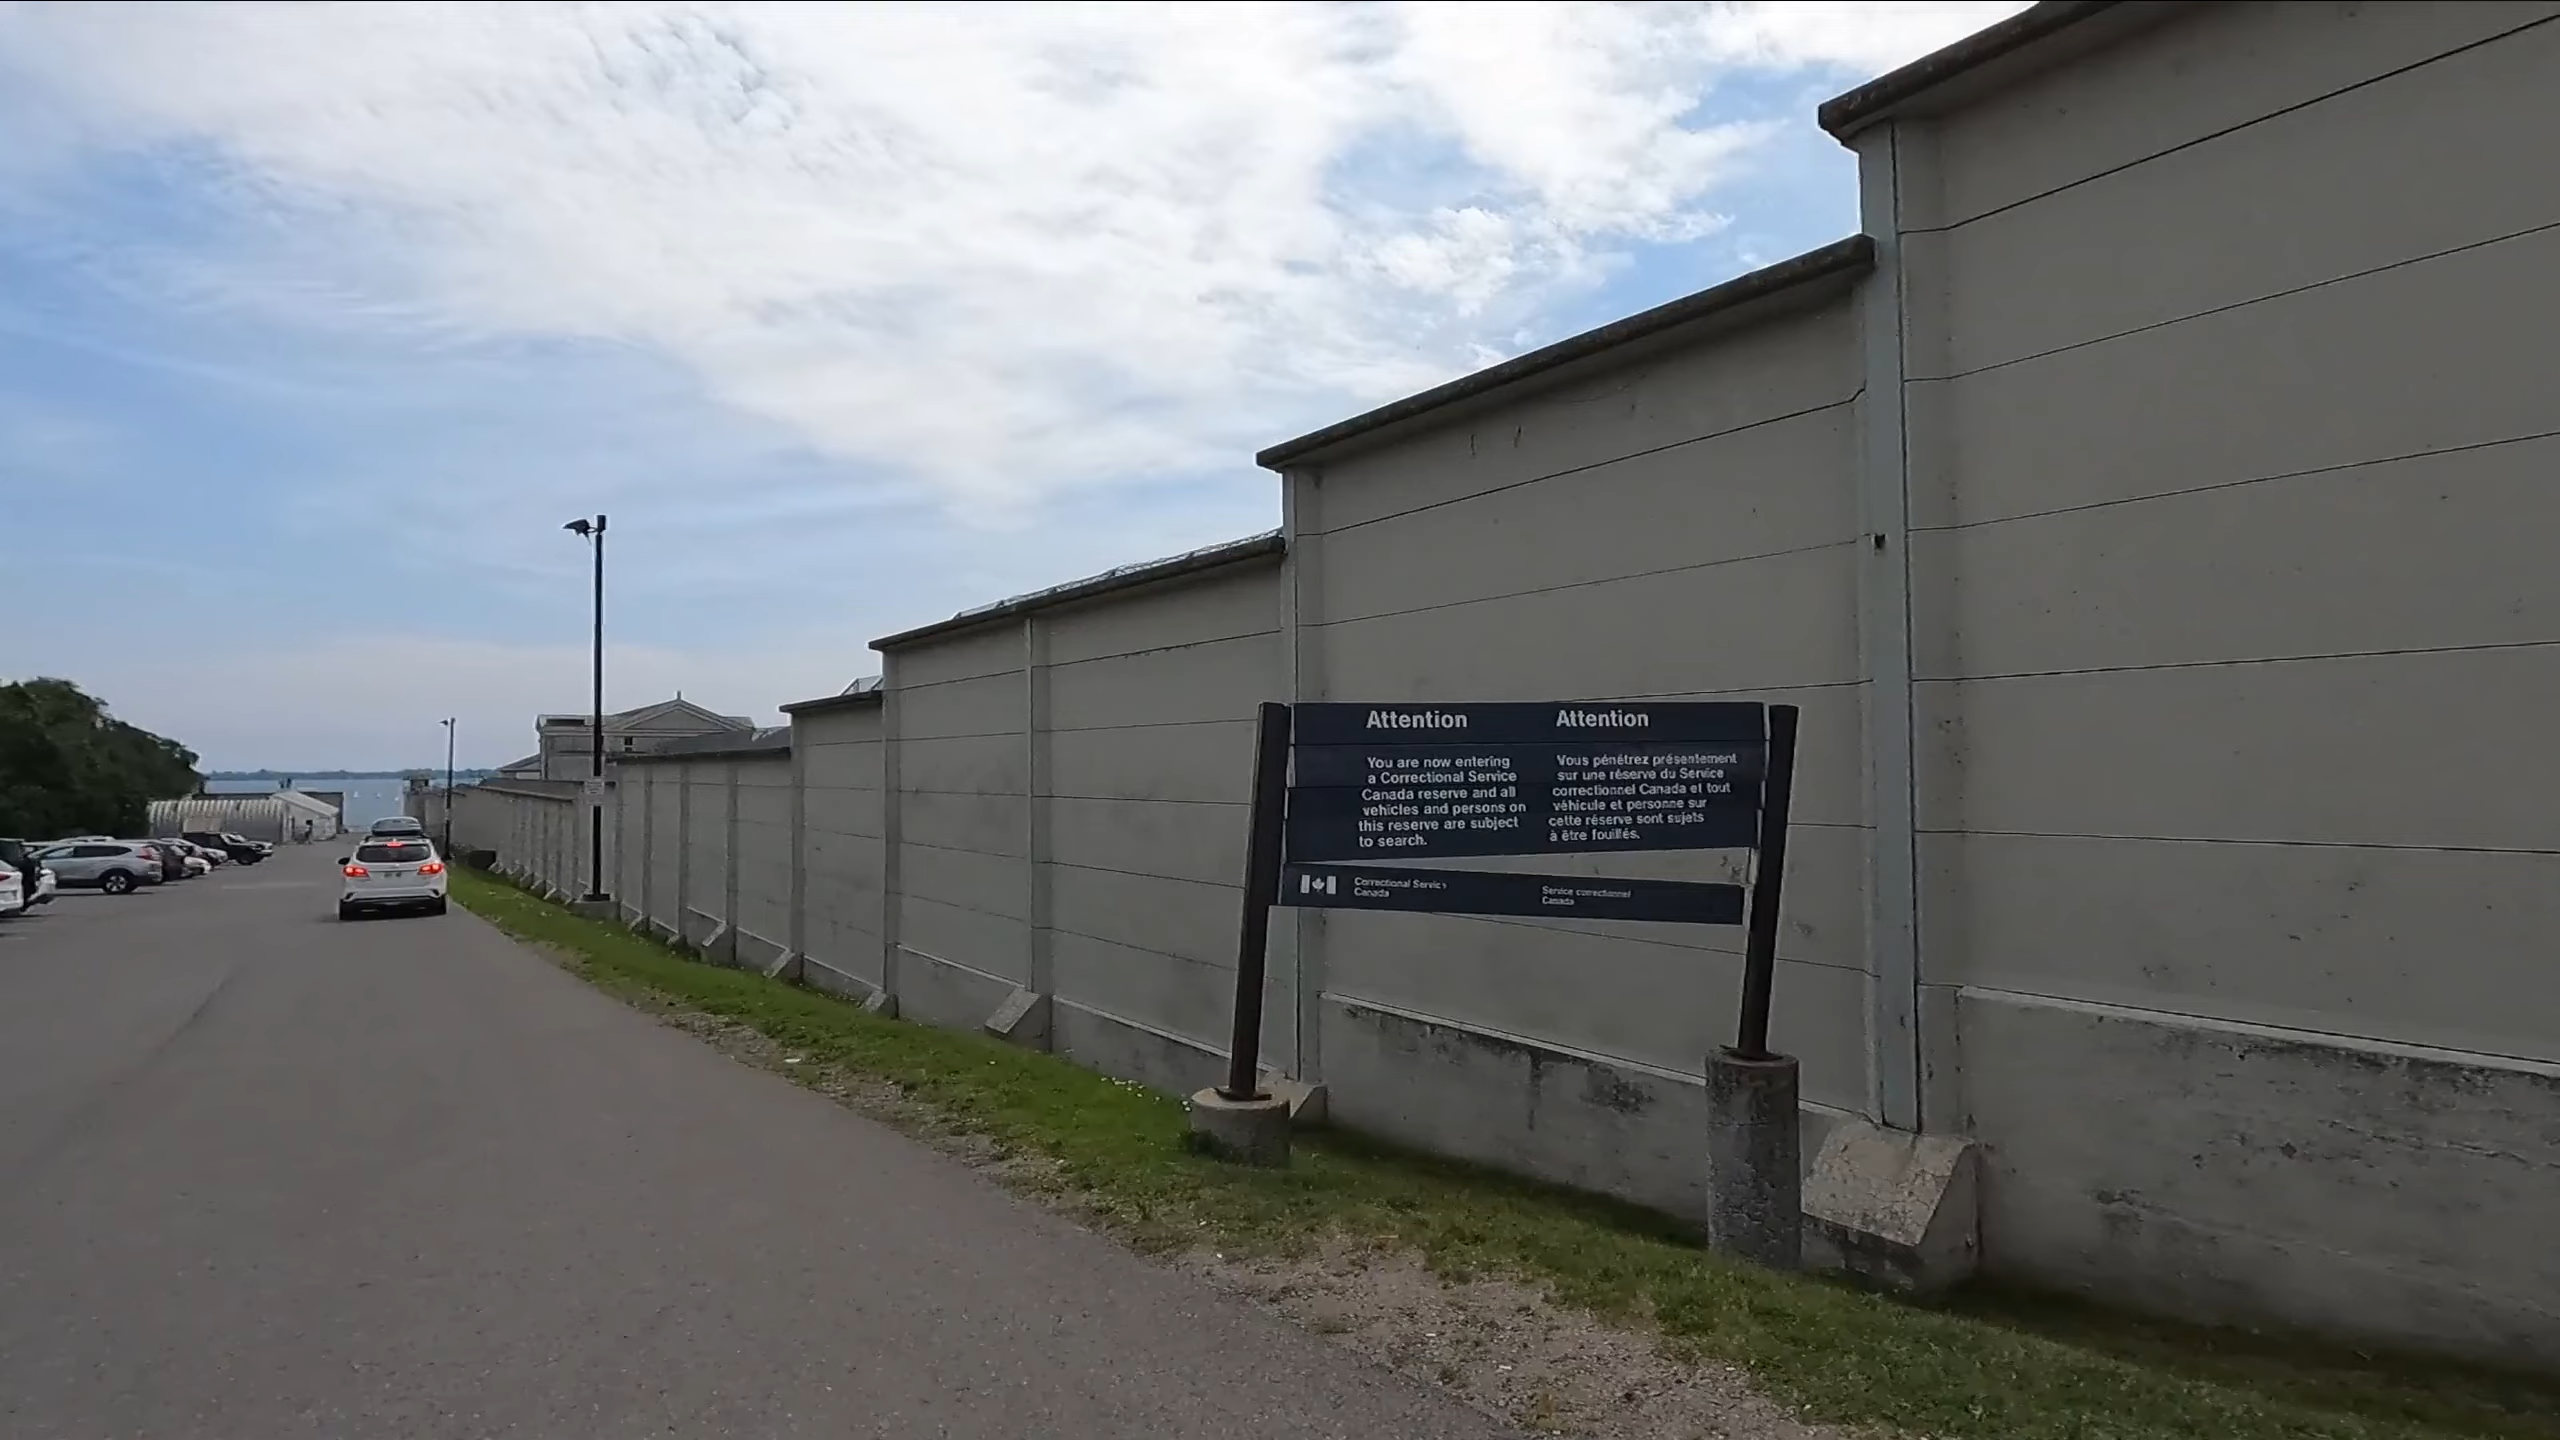 Attention
You are now entering
a Correctional Service
Canada reserve and all
vehicles and persons on
this reserve are subject
to search.
Attention
Vous pénétrez présentement
sur une réserve du Service
correctionnel Canada et tout
véhicule et personne sur
cette réserve sont sujets
à être fouillés.
Correctional Service
Canada
Service correctionnel
Canada